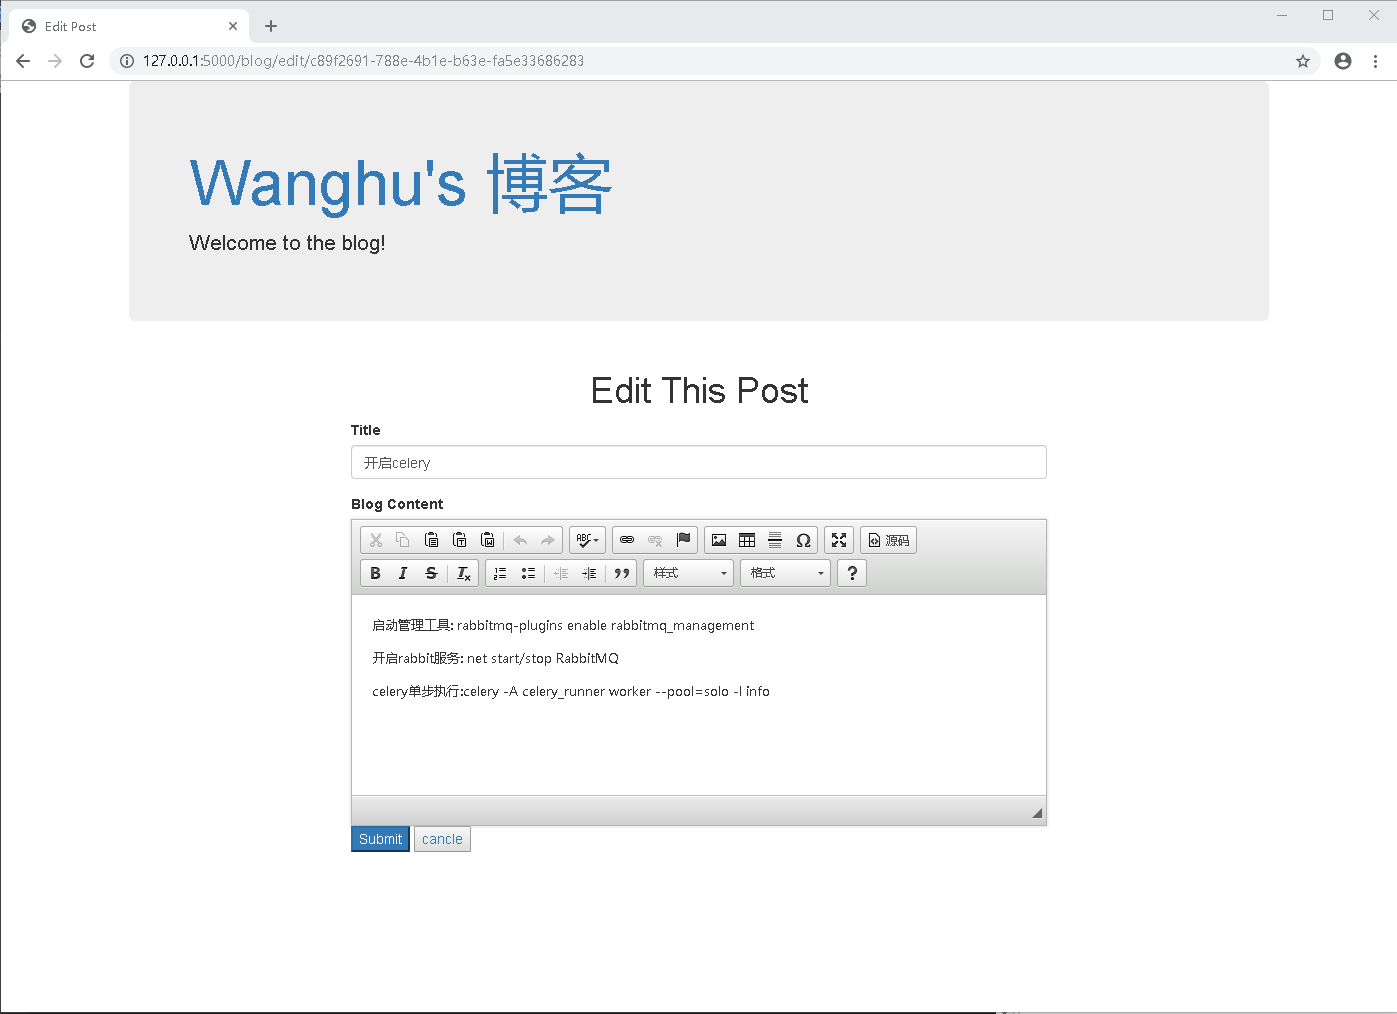 Edit Post
127.0.0.1:5000/blog/edit/c89f2691-788e-4b1e-b63e-fa5e33686283
Wanghu's 博客
Welcome to the blog!
Edit This Post
Title
开启celery
Blog Content
ABC
源码
B I S Tx
样式
格式
?
启动管理工具: rabbitmq-plugins enable rabbitmq_management
开启rabbit服务: net start/stop RabbitMQ
celery单步执行:celery -A celery_runner worker --pool=solo -l info
Submit
cancle